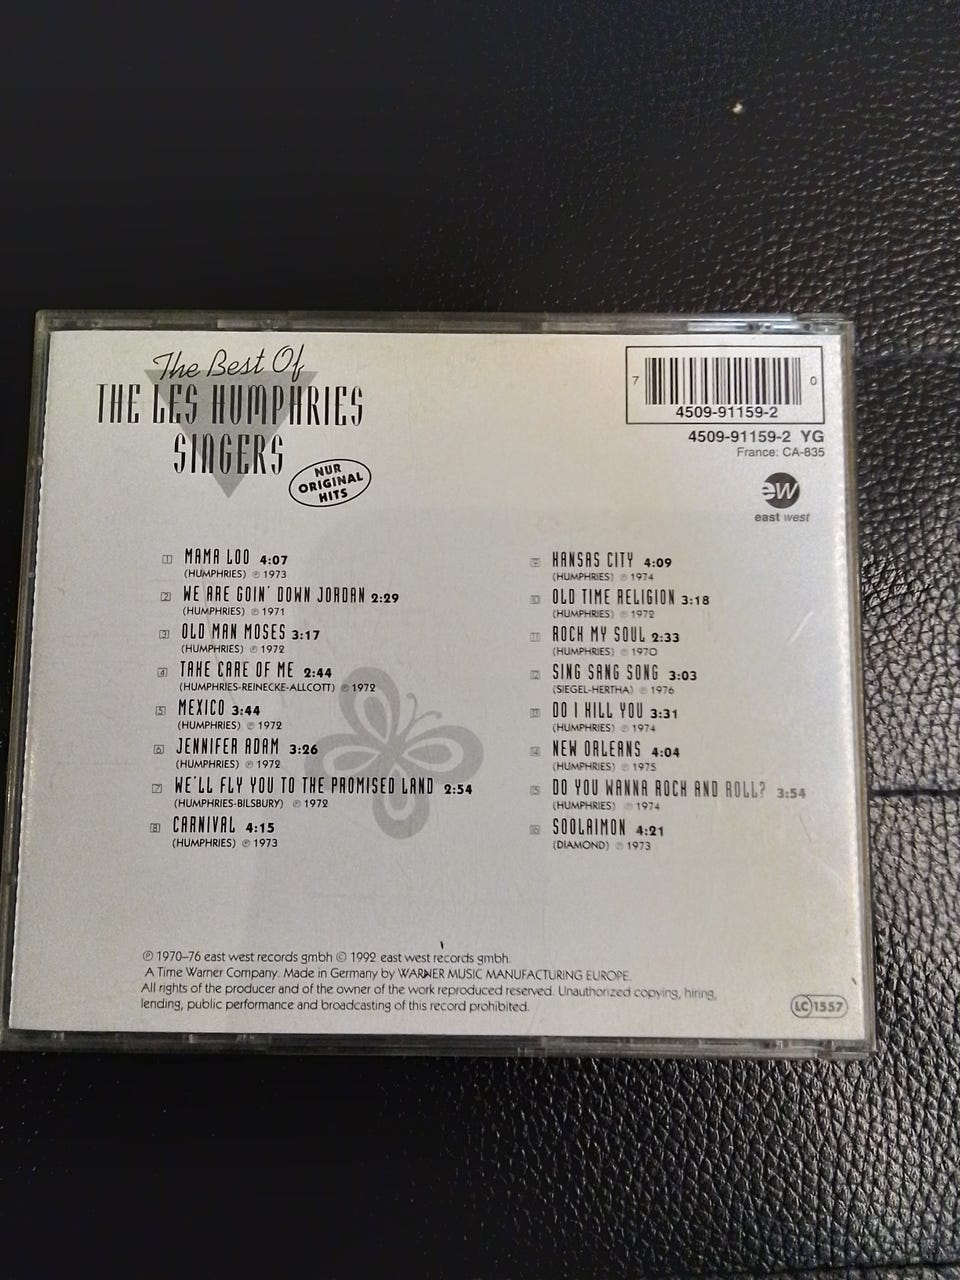 The Best Of
THE LES HUMPHRIES
SINGERS
NUR
ORIGINAL
HITS
7 0
4509-91159-2
4509-91159-2 YG
France: CA-835
ew
east west
1 MAMA LOO 4:07
(HUMPHRIES) ℗ 1973
2 WE ARE GOIN' DOWN JORDAN 2:29
(HUMPHRIES) ℗ 1971
3 OLD MAN MOSES 3:17
(HUMPHRIES) ℗ 1972
4 TAKE CARE OF ME 2:44
(HUMPHRIES-REINECKE-ALLCOTT) ℗ 1972
5 MEXICO 3:44
(HUMPHRIES) ℗ 1972
6 JENNIFER ADAM 3:26
(HUMPHRIES) ℗ 1972
7 WE'LL FLY YOU TO THE PROMISED LAND 2:54
(HUMPHRIES-BILSBURY) ℗ 1972
8 CARNIVAL 4:15
(HUMPHRIES) ℗ 1973
9 KANSAS CITY 4:09
(HUMPHRIES) ℗ 1974
10 OLD TIME RELIGION 3:18
(HUMPHRIES) ℗ 1972
11 ROCK MY SOUL 2:33
(HUMPHRIES) ℗ 1970
12 SING SANG SONG 3:03
(SIEGEL-HERTHA) ℗ 1976
13 DO I KILL YOU 3:31
(HUMPHRIES) ℗ 1974
14 NEW ORLEANS 4:04
(HUMPHRIES) ℗ 1975
15 DO YOU WANNA ROCK AND ROLL? 3:54
(HUMPHRIES) ℗ 1974
16 SOOLAIMON 4:21
(DIAMOND) ℗ 1973
℗ 1970–76 east west records gmbh © 1992 east west records gmbh.
A Time Warner Company. Made in Germany by WARNER MUSIC MANUFACTURING EUROPE.
All rights of the producer and of the owner of the work reproduced reserved. Unauthorized copying, hiring,
lending, public performance and broadcasting of this record prohibited.
LC 1557